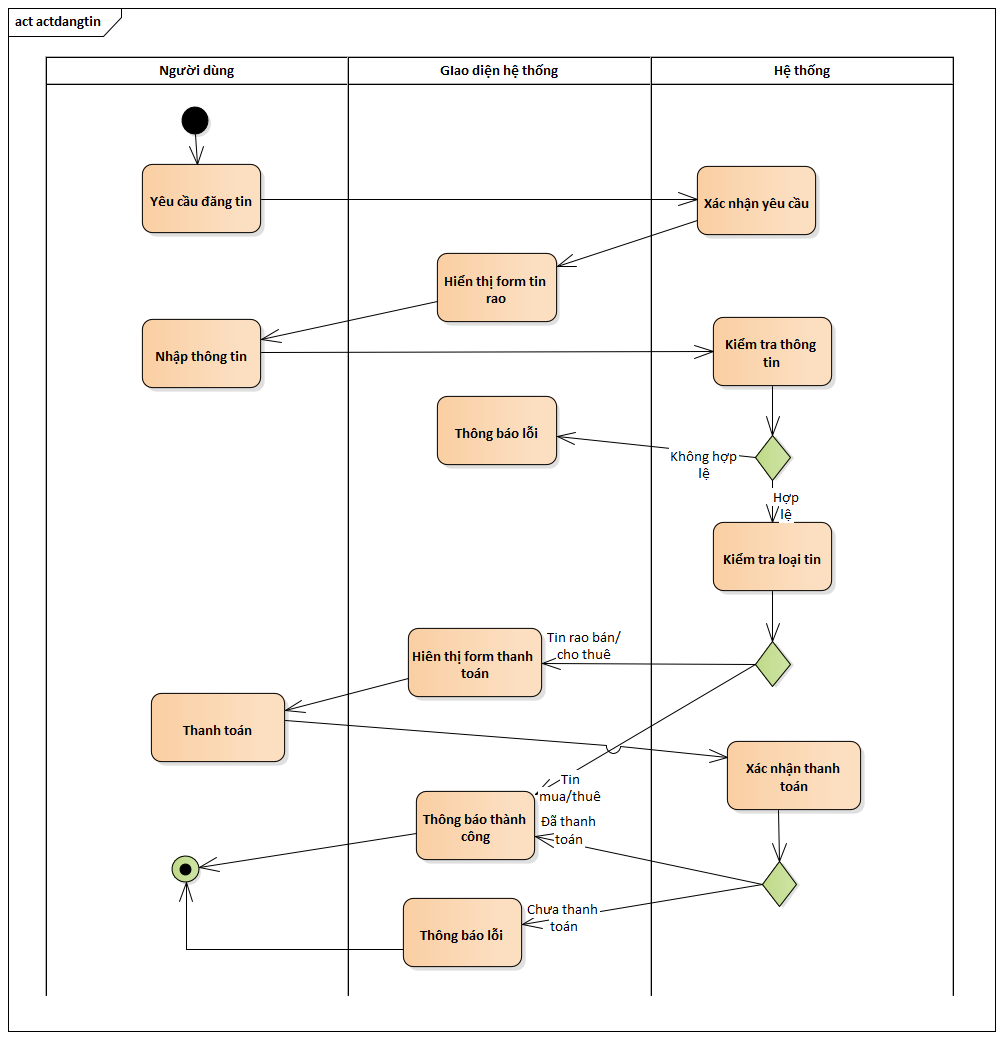 act actdangtin
Người dùng
GIao diện hệ thống
Hệ thống
Yêu cầu đăng tin
Xác nhận yêu cầu
Hiển thị form tin
rao
Nhập thông tin
Kiểm tra thông
tin
Thông báo lỗi
Không hợp
lệ
Hợp
lệ
Kiểm tra loại tin
Tin rao bán/
cho thuê
Hiên thị form thanh
toán
Thanh toán
Xác nhận thanh
toán
Tin
mua/thuê
Thông báo thành
công
Đã thanh
toán
Chưa thanh
toán
Thông báo lỗi